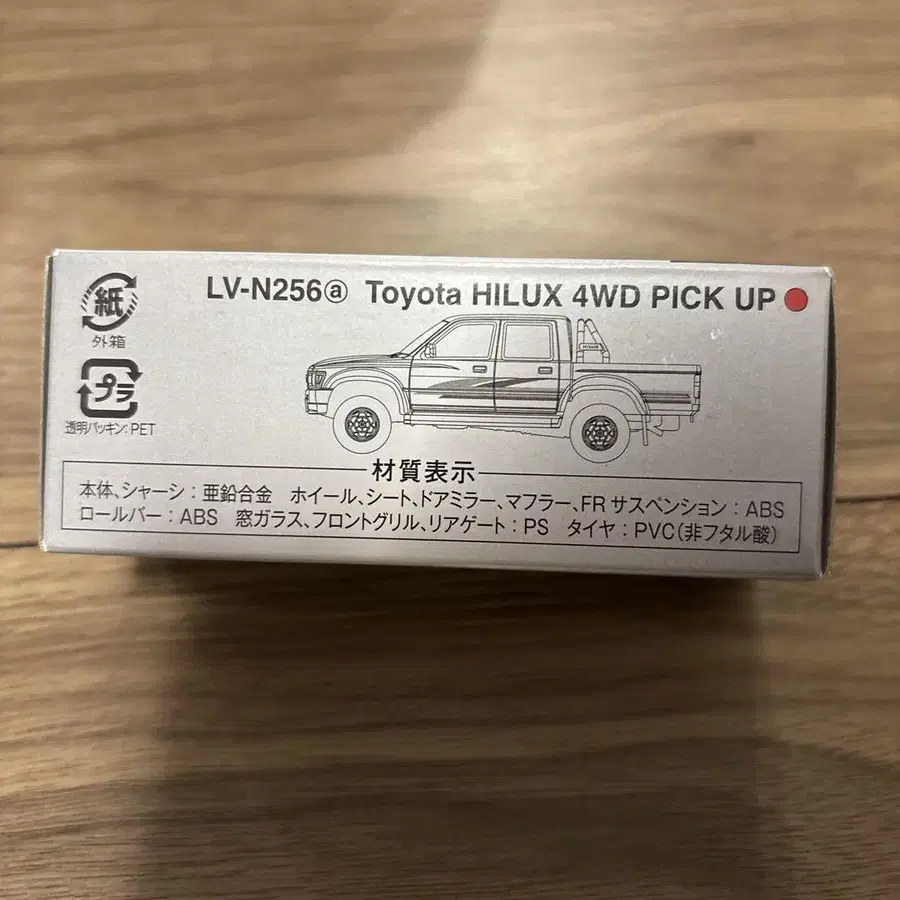 LV-N256ⓐ Toyota HILUX 4WD PICK UP
紙
外箱
プラ
透明パッキン:PET
材質表示
本体、シャーシ:亜鉛合金 ホイール、シート、ドアミラー、マフラー、FR サスペンション:ABS
ロールバー:ABS 窓ガラス、フロントグリル、リアゲート:PS タイヤ:PVC(非フタル酸)